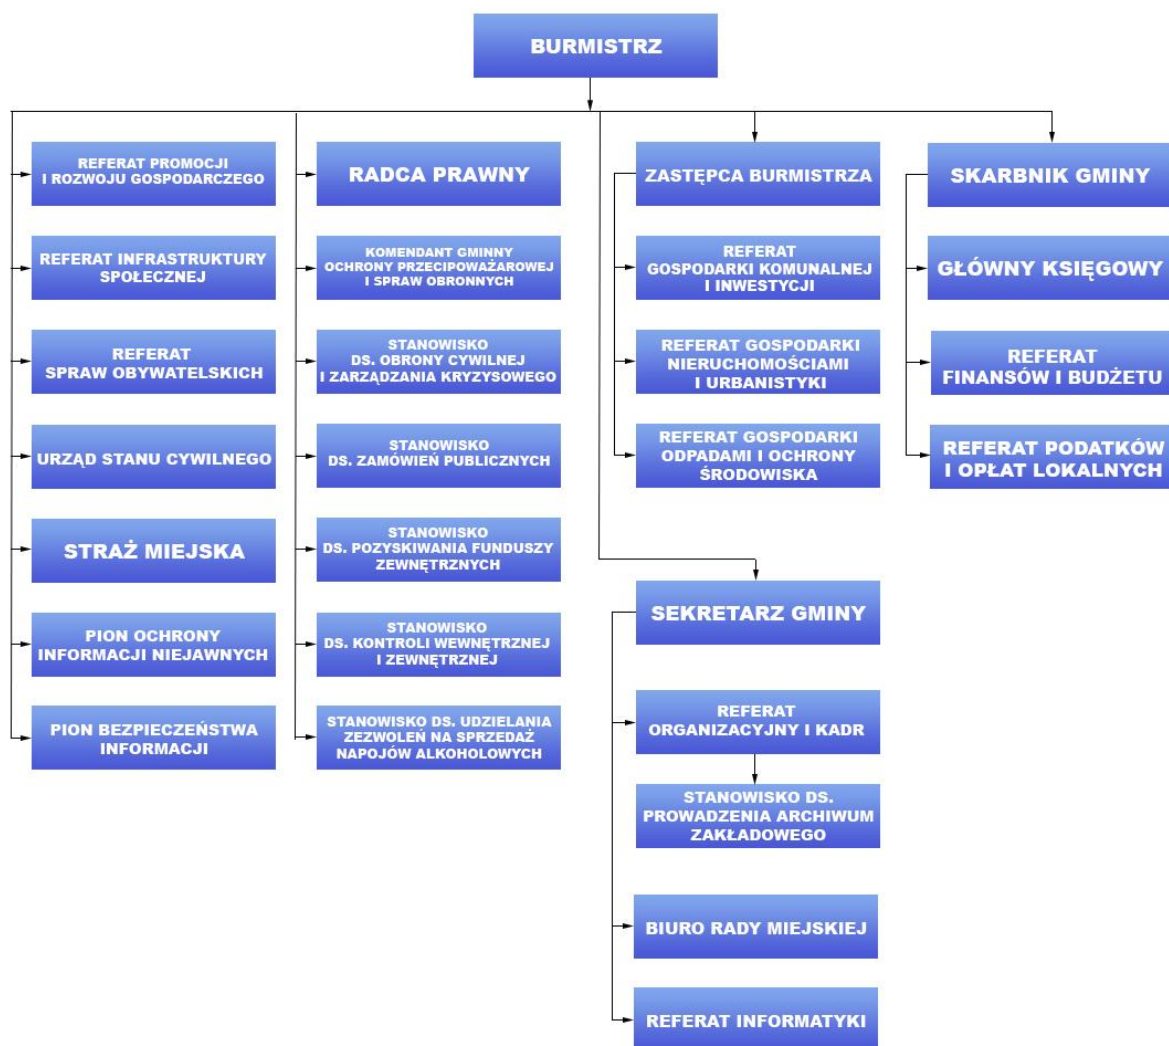 BURMISTRZ
REFERAT PROMOCJI
I ROZWOJU GOSPODARCZEGO
REFERAT INFRASTRUKTURY
SPOŁECZNEJ
REFERAT
SPRAW OBYWATELSKICH
URZĄD STANU CYWILNEGO
STRAŻ MIEJSKA
PION OCHRONY
INFORMACJI NIEJAWNYCH
PION BEZPIECZEŃSTWA
INFORMACJI
RADCA PRAWNY
KOMENDANT GMINNY
OCHRONY PRZECIPOWAŻAROWEJ
I SPRAW OBRONNYCH
STANOWISKO
DS. OBRONY CYWILNEJ
I ZARZĄDZANIA KRYZYSOWEGO
STANOWISKO
DS. ZAMÓWIEŃ PUBLICZNYCH
STANOWISKO
DS. POZYSKIWANIA FUNDUSZY
ZEWNĘTRZNYCH
STANOWISKO
DS. KONTROLI WEWNĘTRZNEJ
I ZEWNĘTRZNEJ
STANOWISKO DS. UDZIELANIA
ZEZWOLEŃ NA SPRZEDAŻ
NAPOJÓW ALKOHOLOWYCH
ZASTĘPCA BURMISTRZA
REFERAT
GOSPODARKI KOMUNALNEJ
I INWESTYCJI
REFERAT GOSPODARKI
NIERUCHOMOŚCIAMI
I URBANISTYKI
REFERAT GOSPODARKI
ODPADAMI I OCHRONY
ŚRODOWISKA
SEKRETARZ GMINY
REFERAT
ORGANIZACYJNY I KADR
STANOWISKO DS.
PROWADZENIA ARCHIWUM
ZAKŁADOWEGO
BIURO RADY MIEJSKIEJ
REFERAT INFORMATYKI
SKARBNIK GMINY
GŁÓWNY KSIĘGOWY
REFERAT
FINANSÓW I BUDŻETU
REFERAT PODATKÓW
I OPŁAT LOKALNYCH